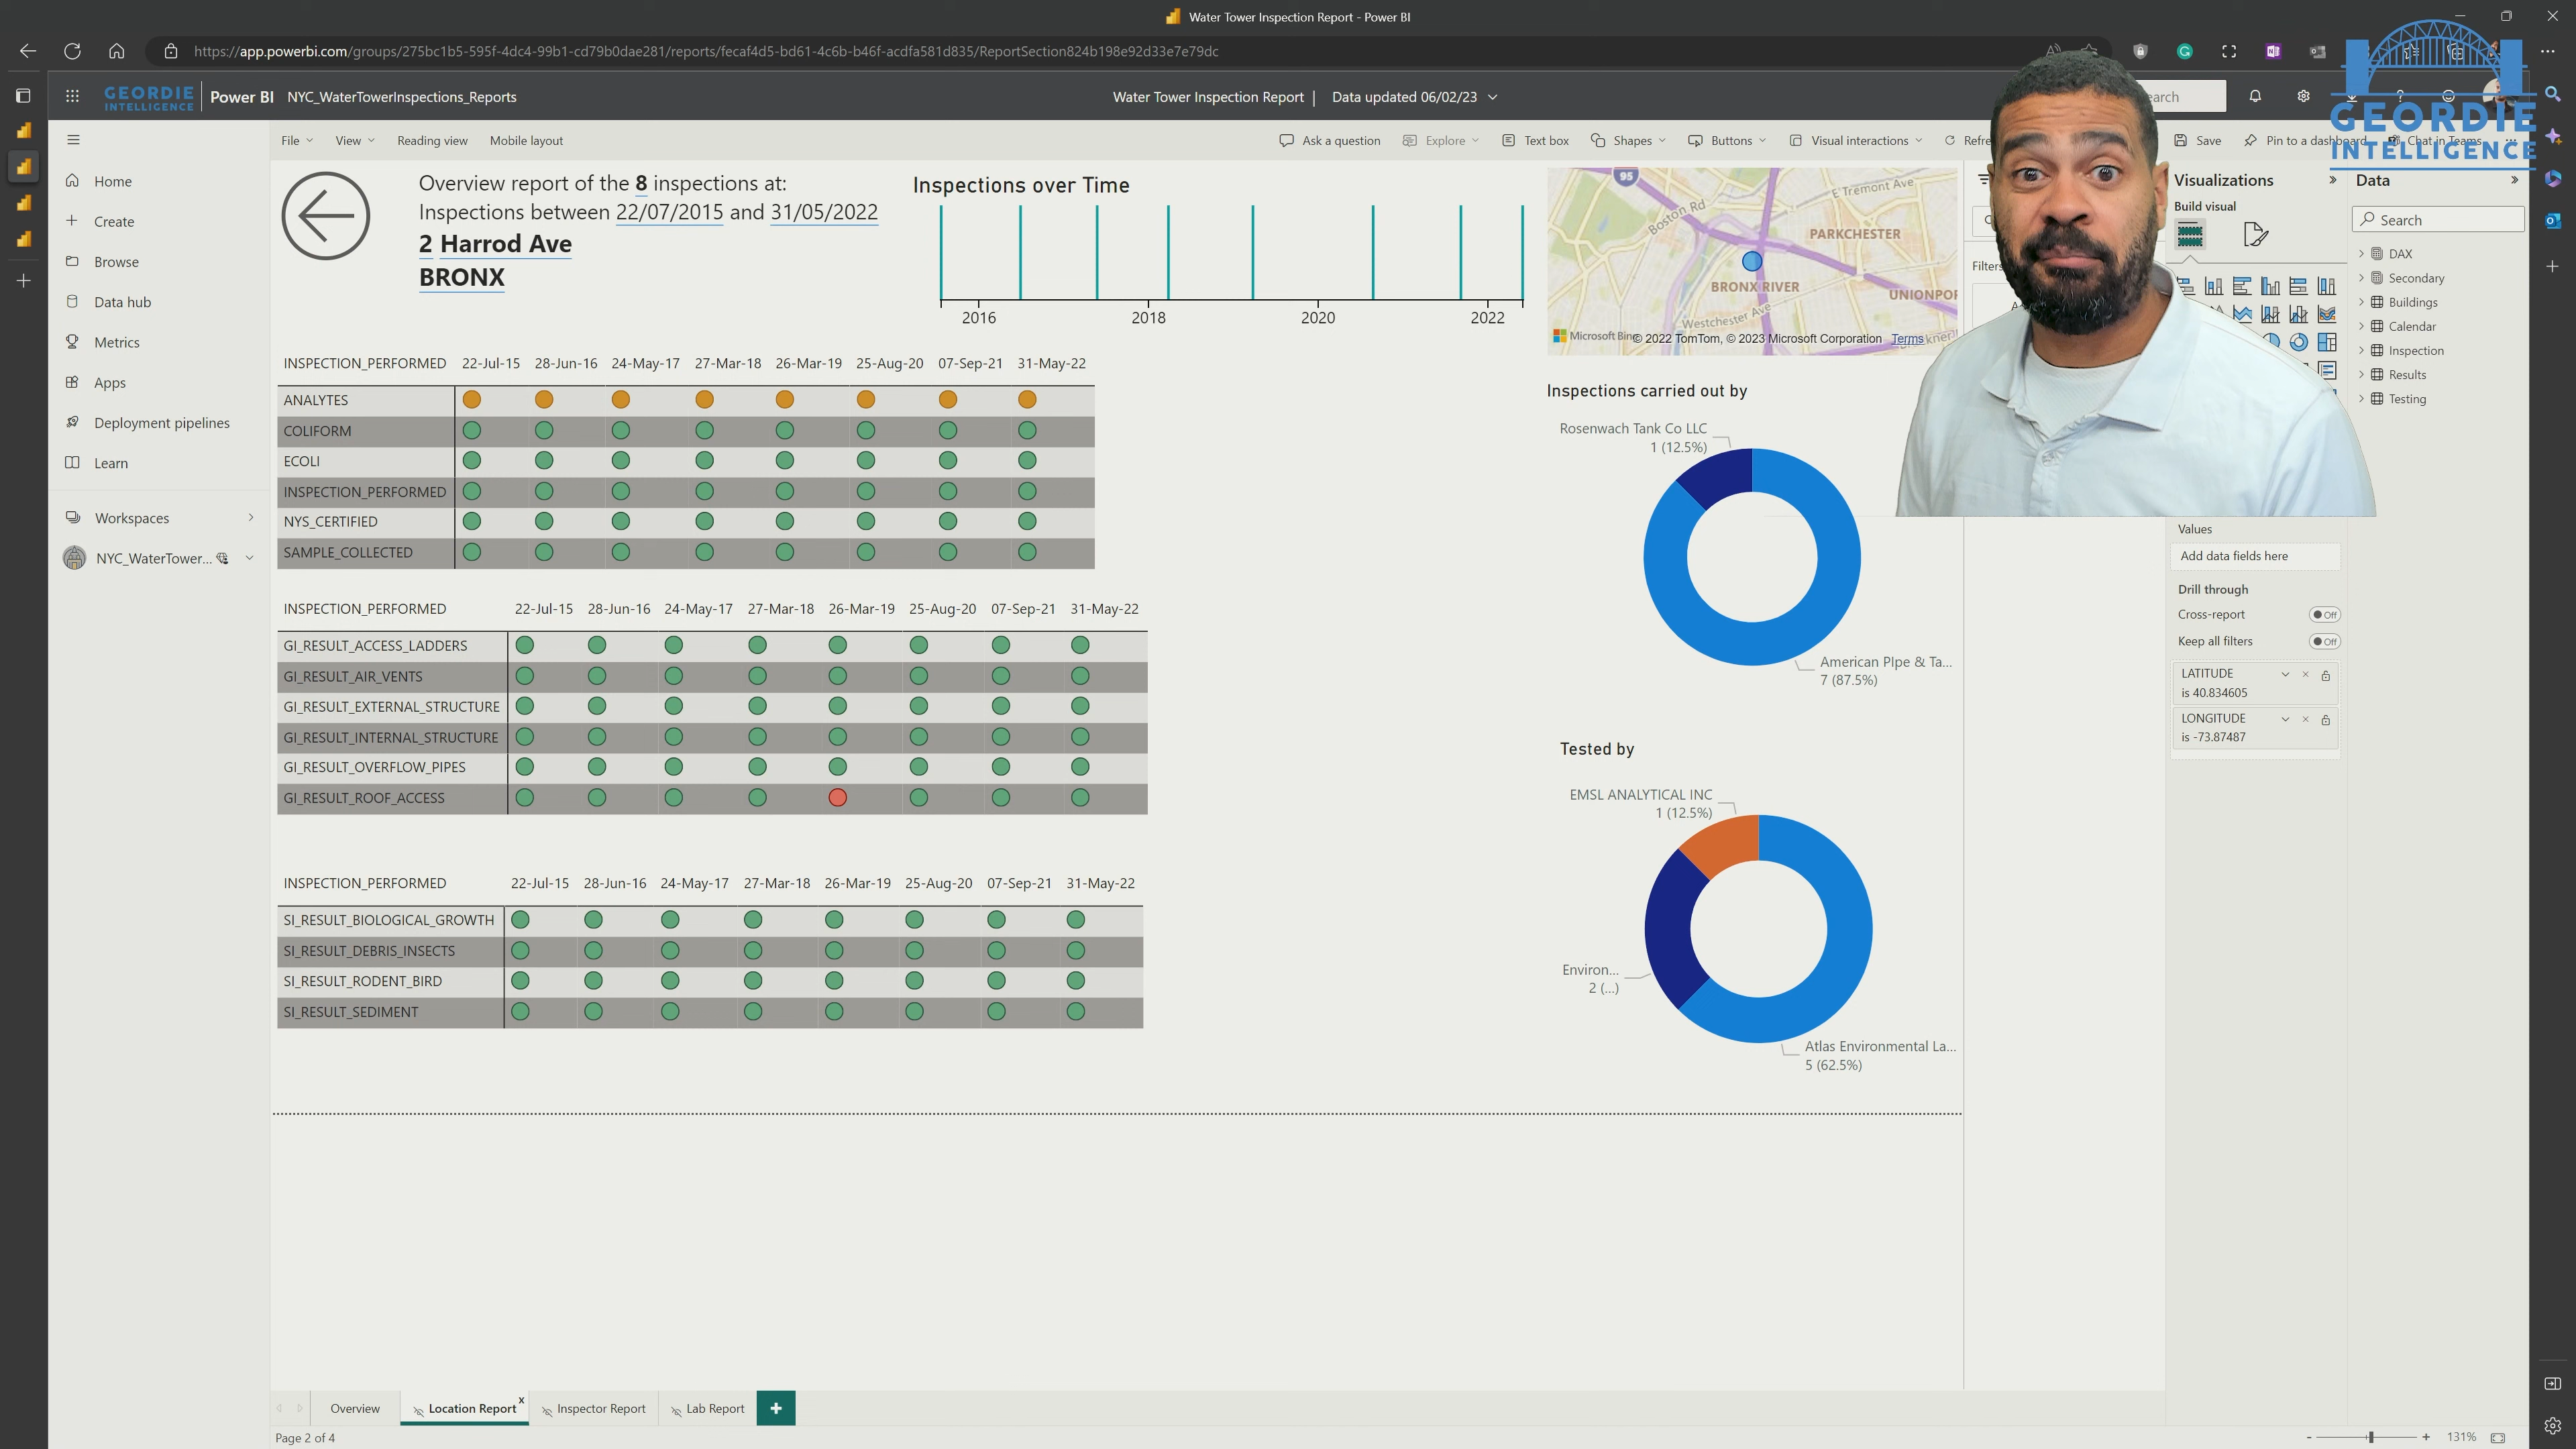 Water Tower Inspection Report - Power BI
https://app.powerbi.com/groups/275bc1b5-595f-4dc4-99b1-cd79b0dae281/reports/fecaf4d5-bd61-4c6b-b46f-acdfa581d835/ReportSection824b198e92d33e7e79dc
GEORDIE INTELLIGENCE
Power BI NYC_WaterTowerInspections_Reports
Water Tower Inspection Report | Data updated 06/02/23
GEORDIE
INTELLIGENCE
File View Reading view Mobile layout
Ask a question Explore Text box Shapes Buttons Visual interactions
Save Pin to a dashboard Chat in Teams
Home
Create
Browse
Data hub
Metrics
Apps
Deployment pipelines
Learn
Workspaces
NYC_WaterTower...
Overview report of the 8 inspections at:
Inspections between 22/07/2015 and 31/05/2022
2 Harrod Ave
BRONX
Inspections over Time
2016 2018 2020 2022
95
E Tremont Ave
Boston Rd
PARKCHESTER
BRONX RIVER
UNIONPOR
Westchester Ave
Microsoft Bing
© 2022 TomTom, © 2023 Microsoft Corporation Terms
INSPECTION_PERFORMED 22-Jul-15 28-Jun-16 24-May-17 27-Mar-18 26-Mar-19 25-Aug-20 07-Sep-21 31-May-22
ANALYTES
COLIFORM
ECOLI
INSPECTION_PERFORMED
NYS_CERTIFIED
SAMPLE_COLLECTED
INSPECTION_PERFORMED 22-Jul-15 28-Jun-16 24-May-17 27-Mar-18 26-Mar-19 25-Aug-20 07-Sep-21 31-May-22
GI_RESULT_ACCESS_LADDERS
GI_RESULT_AIR_VENTS
GI_RESULT_EXTERNAL_STRUCTURE
GI_RESULT_INTERNAL_STRUCTURE
GI_RESULT_OVERFLOW_PIPES
GI_RESULT_ROOF_ACCESS
INSPECTION_PERFORMED 22-Jul-15 28-Jun-16 24-May-17 27-Mar-18 26-Mar-19 25-Aug-20 07-Sep-21 31-May-22
SI_RESULT_BIOLOGICAL_GROWTH
SI_RESULT_DEBRIS_INSECTS
SI_RESULT_RODENT_BIRD
SI_RESULT_SEDIMENT
Inspections carried out by
Rosenwach Tank Co LLC
1 (12.5%)
American PIpe & Ta...
7 (87.5%)
Tested by
EMSL ANALYTICAL INC
1 (12.5%)
Environ...
2 (...)
Atlas Environmental La...
5 (62.5%)
Filters
Visualizations
Build visual
Values
Add data fields here
Drill through
Cross-report Off
Keep all filters Off
LATITUDE
is 40.834605
LONGITUDE
is -73.87487
Data
Search
DAX
Secondary
Buildings
Calendar
Inspection
Results
Testing
Overview Location Report x Inspector Report Lab Report +
Page 2 of 4
- + 131%